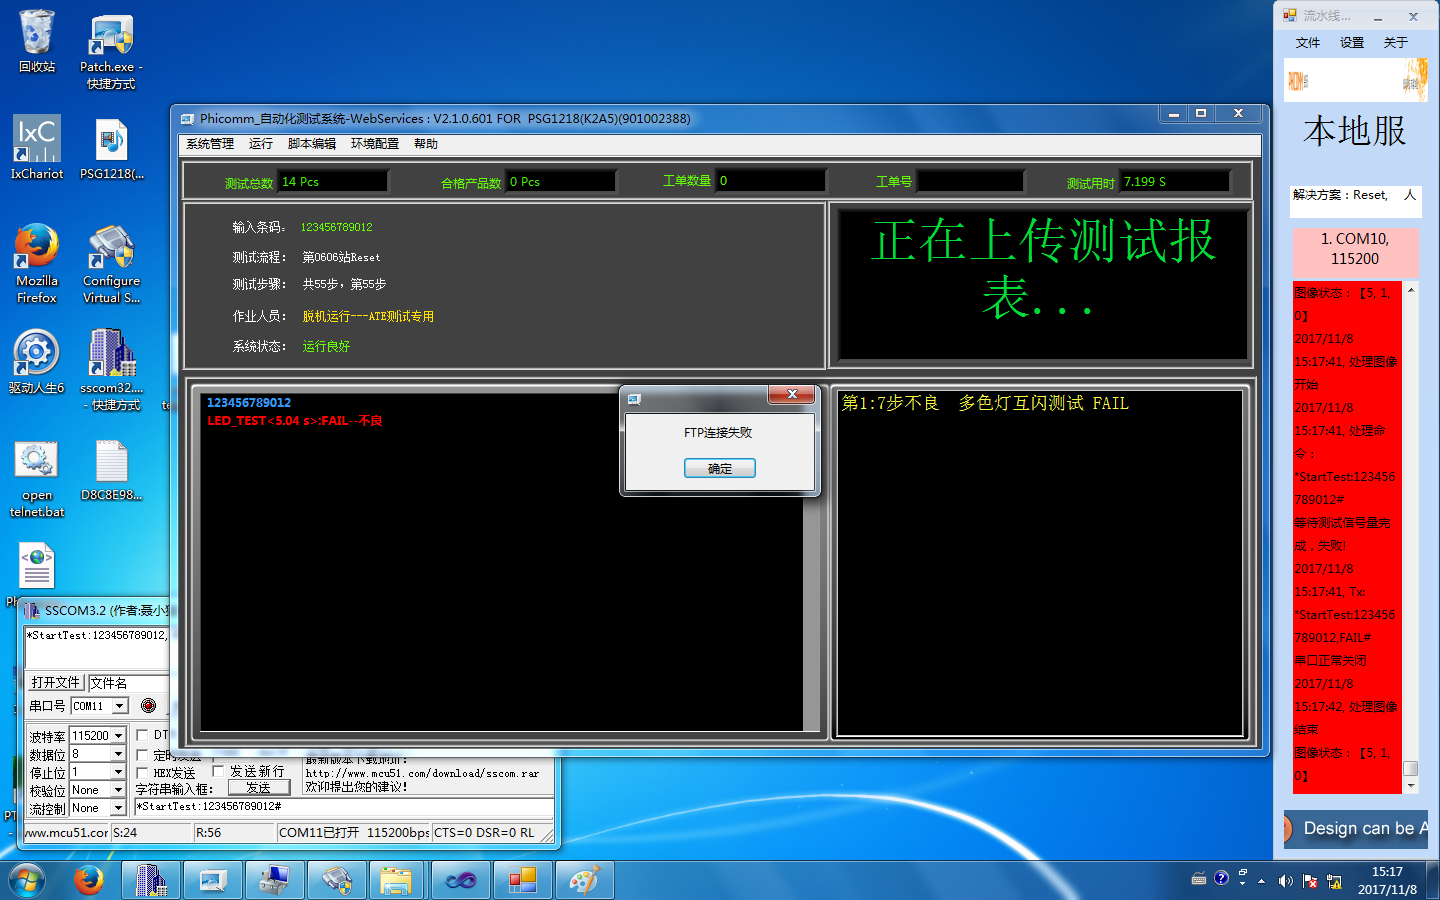 回收站
Patch.exe -
快捷方式
IxChariot
PSG1218(...
Mozilla
Firefox
Configure
Virtual S...
驱动人生6
sscom32....
- 快捷方式
open
telnet.bat
D8C8E98...
Phicomm_自动化测试系统-WebServices : V2.1.0.601 FOR  PSG1218(K2A5)(901002388)
系统管理 运行 脚本编辑 环境配置 帮助
测试总数 14 Pcs 合格产品数 0 Pcs 工单数量 0 工单号 测试用时 7.199 S
输入条码: 123456789012
测试流程: 第0606站Reset
测试步骤: 共55步，第55步
作业人员: 脱机运行---ATE测试专用
系统状态: 运行良好
正在上传测试报
表...
123456789012
LED_TEST<5.04 s>:FAIL--不良
第1:7步不良  多色灯互闪测试 FAIL
FTP连接失败
确定
SSCOM3.2 (作者:聂小
*StartTest:123456789012,
打开文件 文件名
串口号 COM11
波特率 115200 DT
数据位 8 定时发送
停止位 1 HEX发送 发送新行
校验位 None 字符串输入框: 发送
流控制 None *StartTest:123456789012#
http://www.mcu51.com/download/sscom.rar
欢迎提出您的建议!
www.mcu51.cor S:24 R:56 COM11已打开 115200bps CTS=0 DSR=0 RL
流水线...
文件 设置 关于
本地服
解决方案：Reset, 人
1. COM10,
115200
图像状态：【5, 1,
0】
2017/11/8
15:17:41, 处理图像
开始
2017/11/8
15:17:41, 处理命
令：
*StartTest:123456
789012#
等待测试信号量完
成，失败!
2017/11/8
15:17:41, Tx:
*StartTest:123456
789012,FAIL#
串口正常关闭
2017/11/8
15:17:42, 处理图像
结束
图像状态：【5, 1,
0】
Design can be A
15:17
2017/11/8